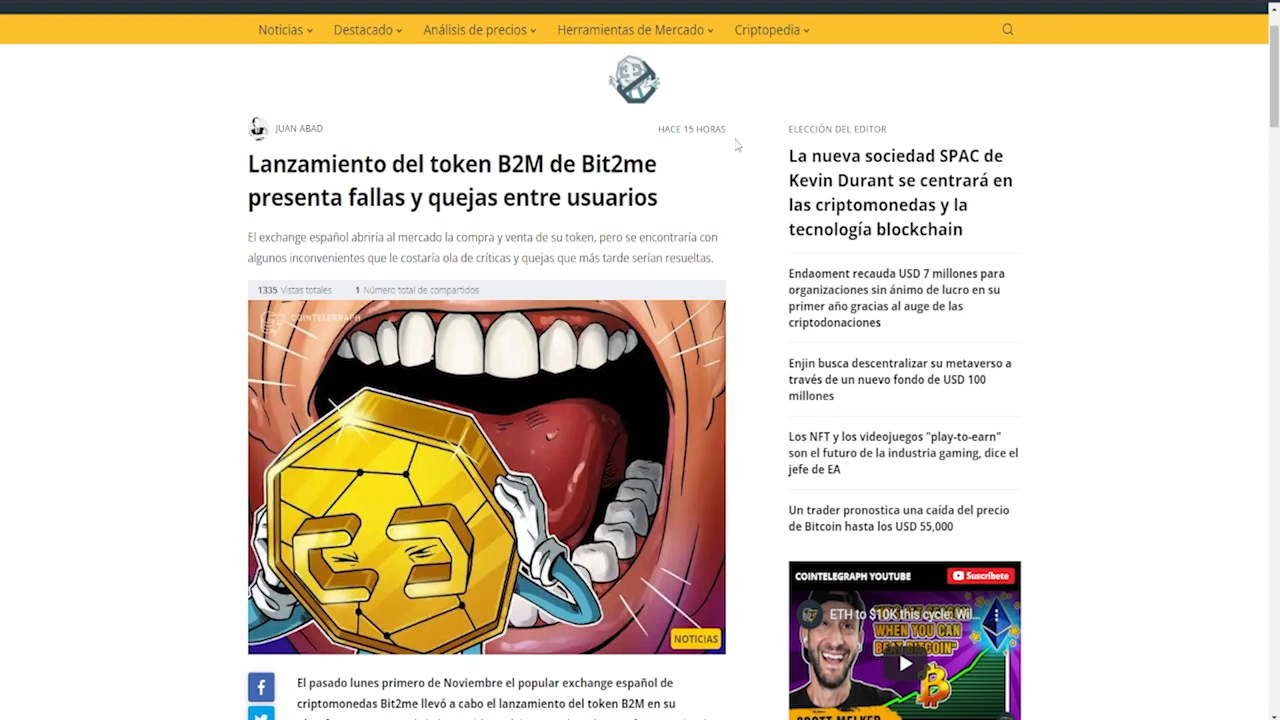 Noticias
Destacado
Análisis de precios
Herramientas de Mercado
Criptopedia
JUAN ABAD
HACE 15 HORAS
Lanzamiento del token B2M de Bit2me
presenta fallas y quejas entre usuarios
El exchange español abriría al mercado la compra y venta de su token, pero se encontraría con
algunos inconvenientes que le costaría ola de críticas y quejas que más tarde serían resueltas.
1335 Vistas totales
1 Número total de compartidos
COINTELEGRAPH
NOTICIAS
El pasado lunes primero de Noviembre el popular exchange español de
criptomonedas Bit2me llevó a cabo el lanzamiento del token B2M en su
ELECCIÓN DEL EDITOR
La nueva sociedad SPAC de
Kevin Durant se centrará en
las criptomonedas y la
tecnología blockchain
Endaoment recauda USD 7 millones para
organizaciones sin ánimo de lucro en su
primer año gracias al auge de las
criptodonaciones
Enjin busca descentralizar su metaverso a
través de un nuevo fondo de USD 100
millones
Los NFT y los videojuegos "play-to-earn"
son el futuro de la industria gaming, dice el
jefe de EA
Un trader pronostica una caída del precio
de Bitcoin hasta los USD 55,000
COINTELEGRAPH YOUTUBE
Suscríbete
ETH to $10K this cycle: Wil...
WHEN YOU CAN
BEAT BITCOIN"
SCOTT MELKER